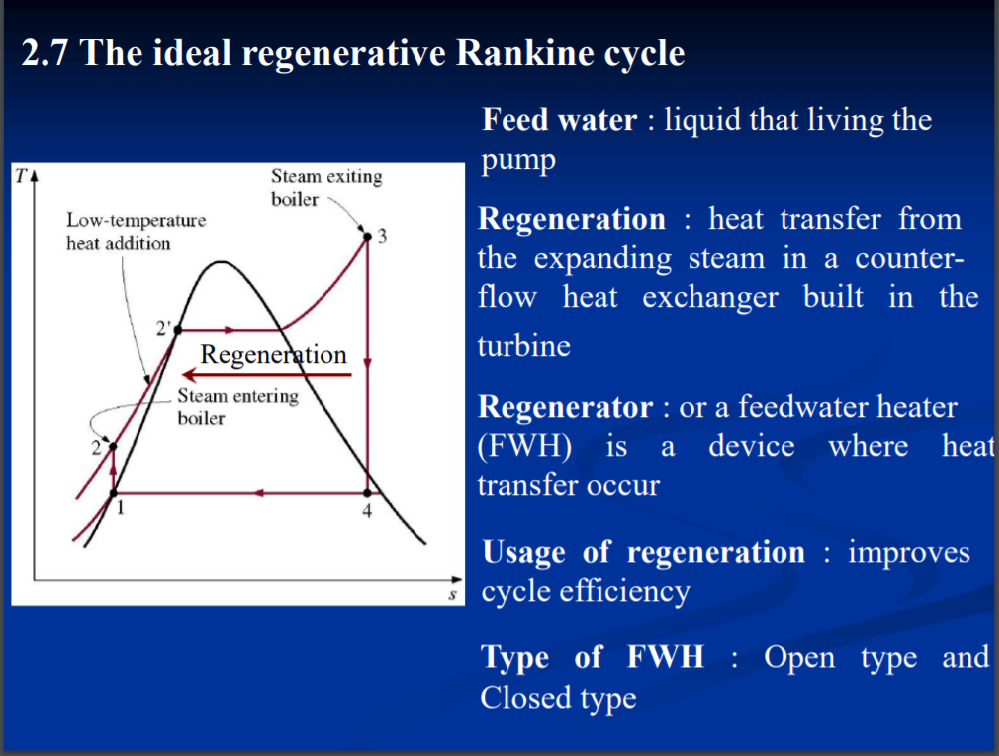 2.7 The ideal regenerative Rankine cycle
Feed water : liquid that living the
pump
Regeneration : heat transfer from
the expanding steam in a counter-
flow heat exchanger built in the
turbine
Regenerator : or a feedwater heater
(FWH) is a device where heat
transfer occur
Usage of regeneration : improves
cycle efficiency
Type of FWH : Open type and
Closed type
T
Steam exiting
boiler
3
Low-temperature
heat addition
2'
Regeneration
Steam entering
boiler
2
1
4
s